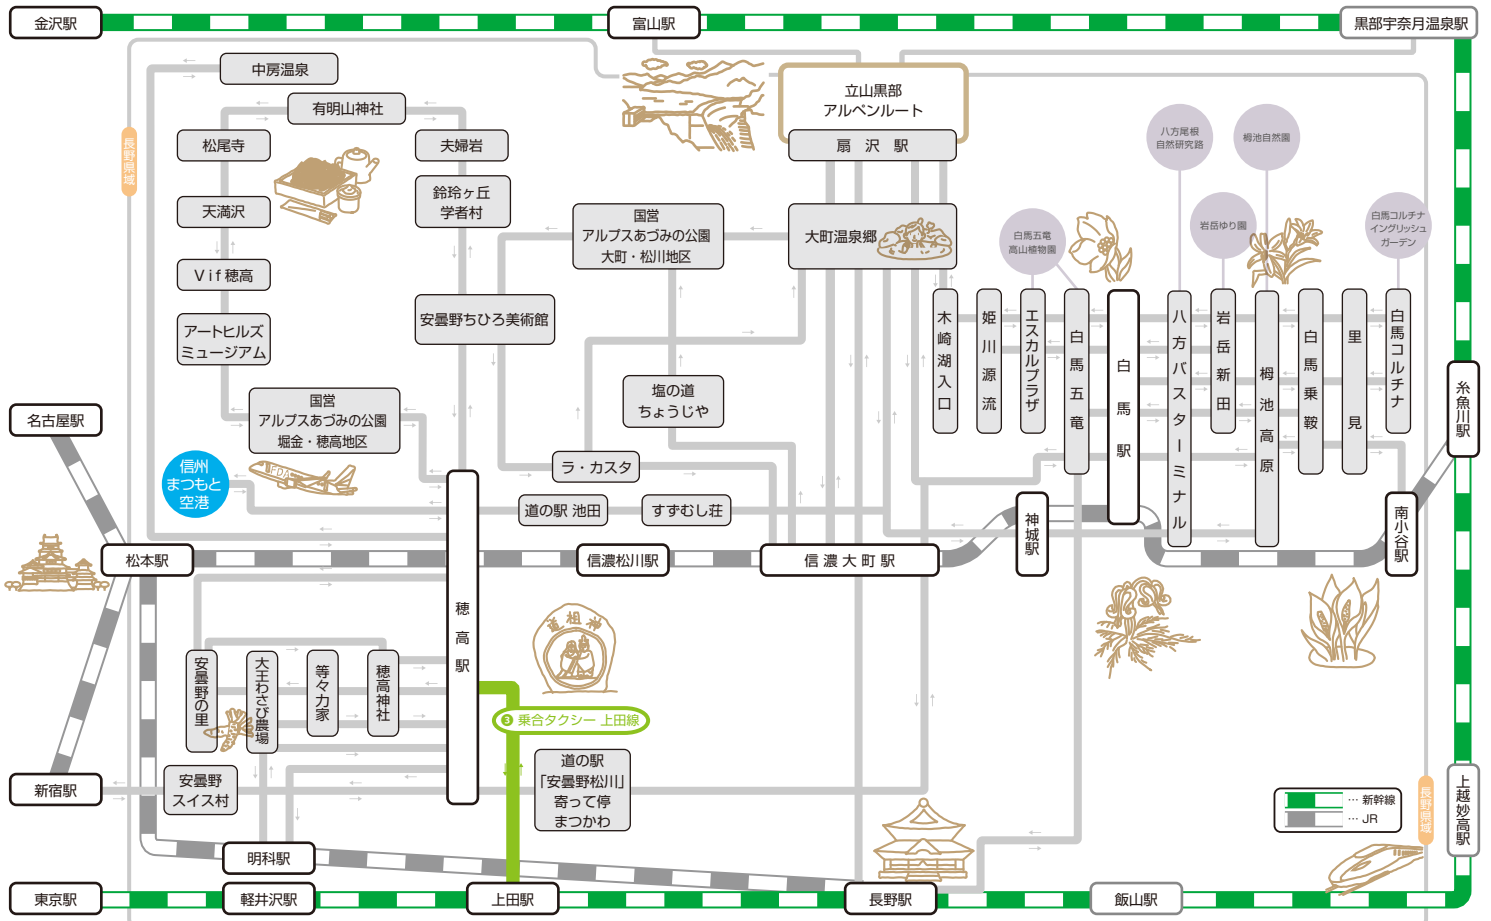 金沢駅
富山駅
黒部宇奈月温泉駅
中房温泉
有明山神社
松尾寺
夫婦岩
長野県域
天満沢
鈴玲ヶ丘
学者村
Vif穂高
アートヒルズ
ミュージアム
安曇野ちひろ美術館
国営
アルプスあづみの公園
大町・松川地区
立山黒部
アルペンルート
扇沢駅
大町温泉郷
八方尾根
自然研究路
栂池自然園
白馬五竜
高山植物園
岩岳ゆり園
白馬コルチナ
イングリッシュ
ガーデン
木崎湖入口
姫川源流
エスカルプラザ
白馬五竜
白馬駅
八方バスターミナル
岩岳新田
栂池高原
白馬乗鞍
里見
白馬コルチナ
糸魚川駅
名古屋駅
国営
アルプスあづみの公園
堀金・穂高地区
塩の道
ちょうじや
信州
まつもと
空港
FDA
ラ・カスタ
道の駅 池田
すずむし荘
神城駅
南小谷駅
松本駅
信濃松川駅
信濃大町駅
穂高駅
道祖神
安曇野の里
大王わさび農場
等々力家
穂高神社
3 乗合タクシー 上田線
新宿駅
安曇野
スイス村
道の駅
「安曇野松川」
寄って停
まつかわ
… 新幹線
… JR
長野県域
上越妙高駅
明科駅
東京駅
軽井沢駅
上田駅
長野駅
飯山駅